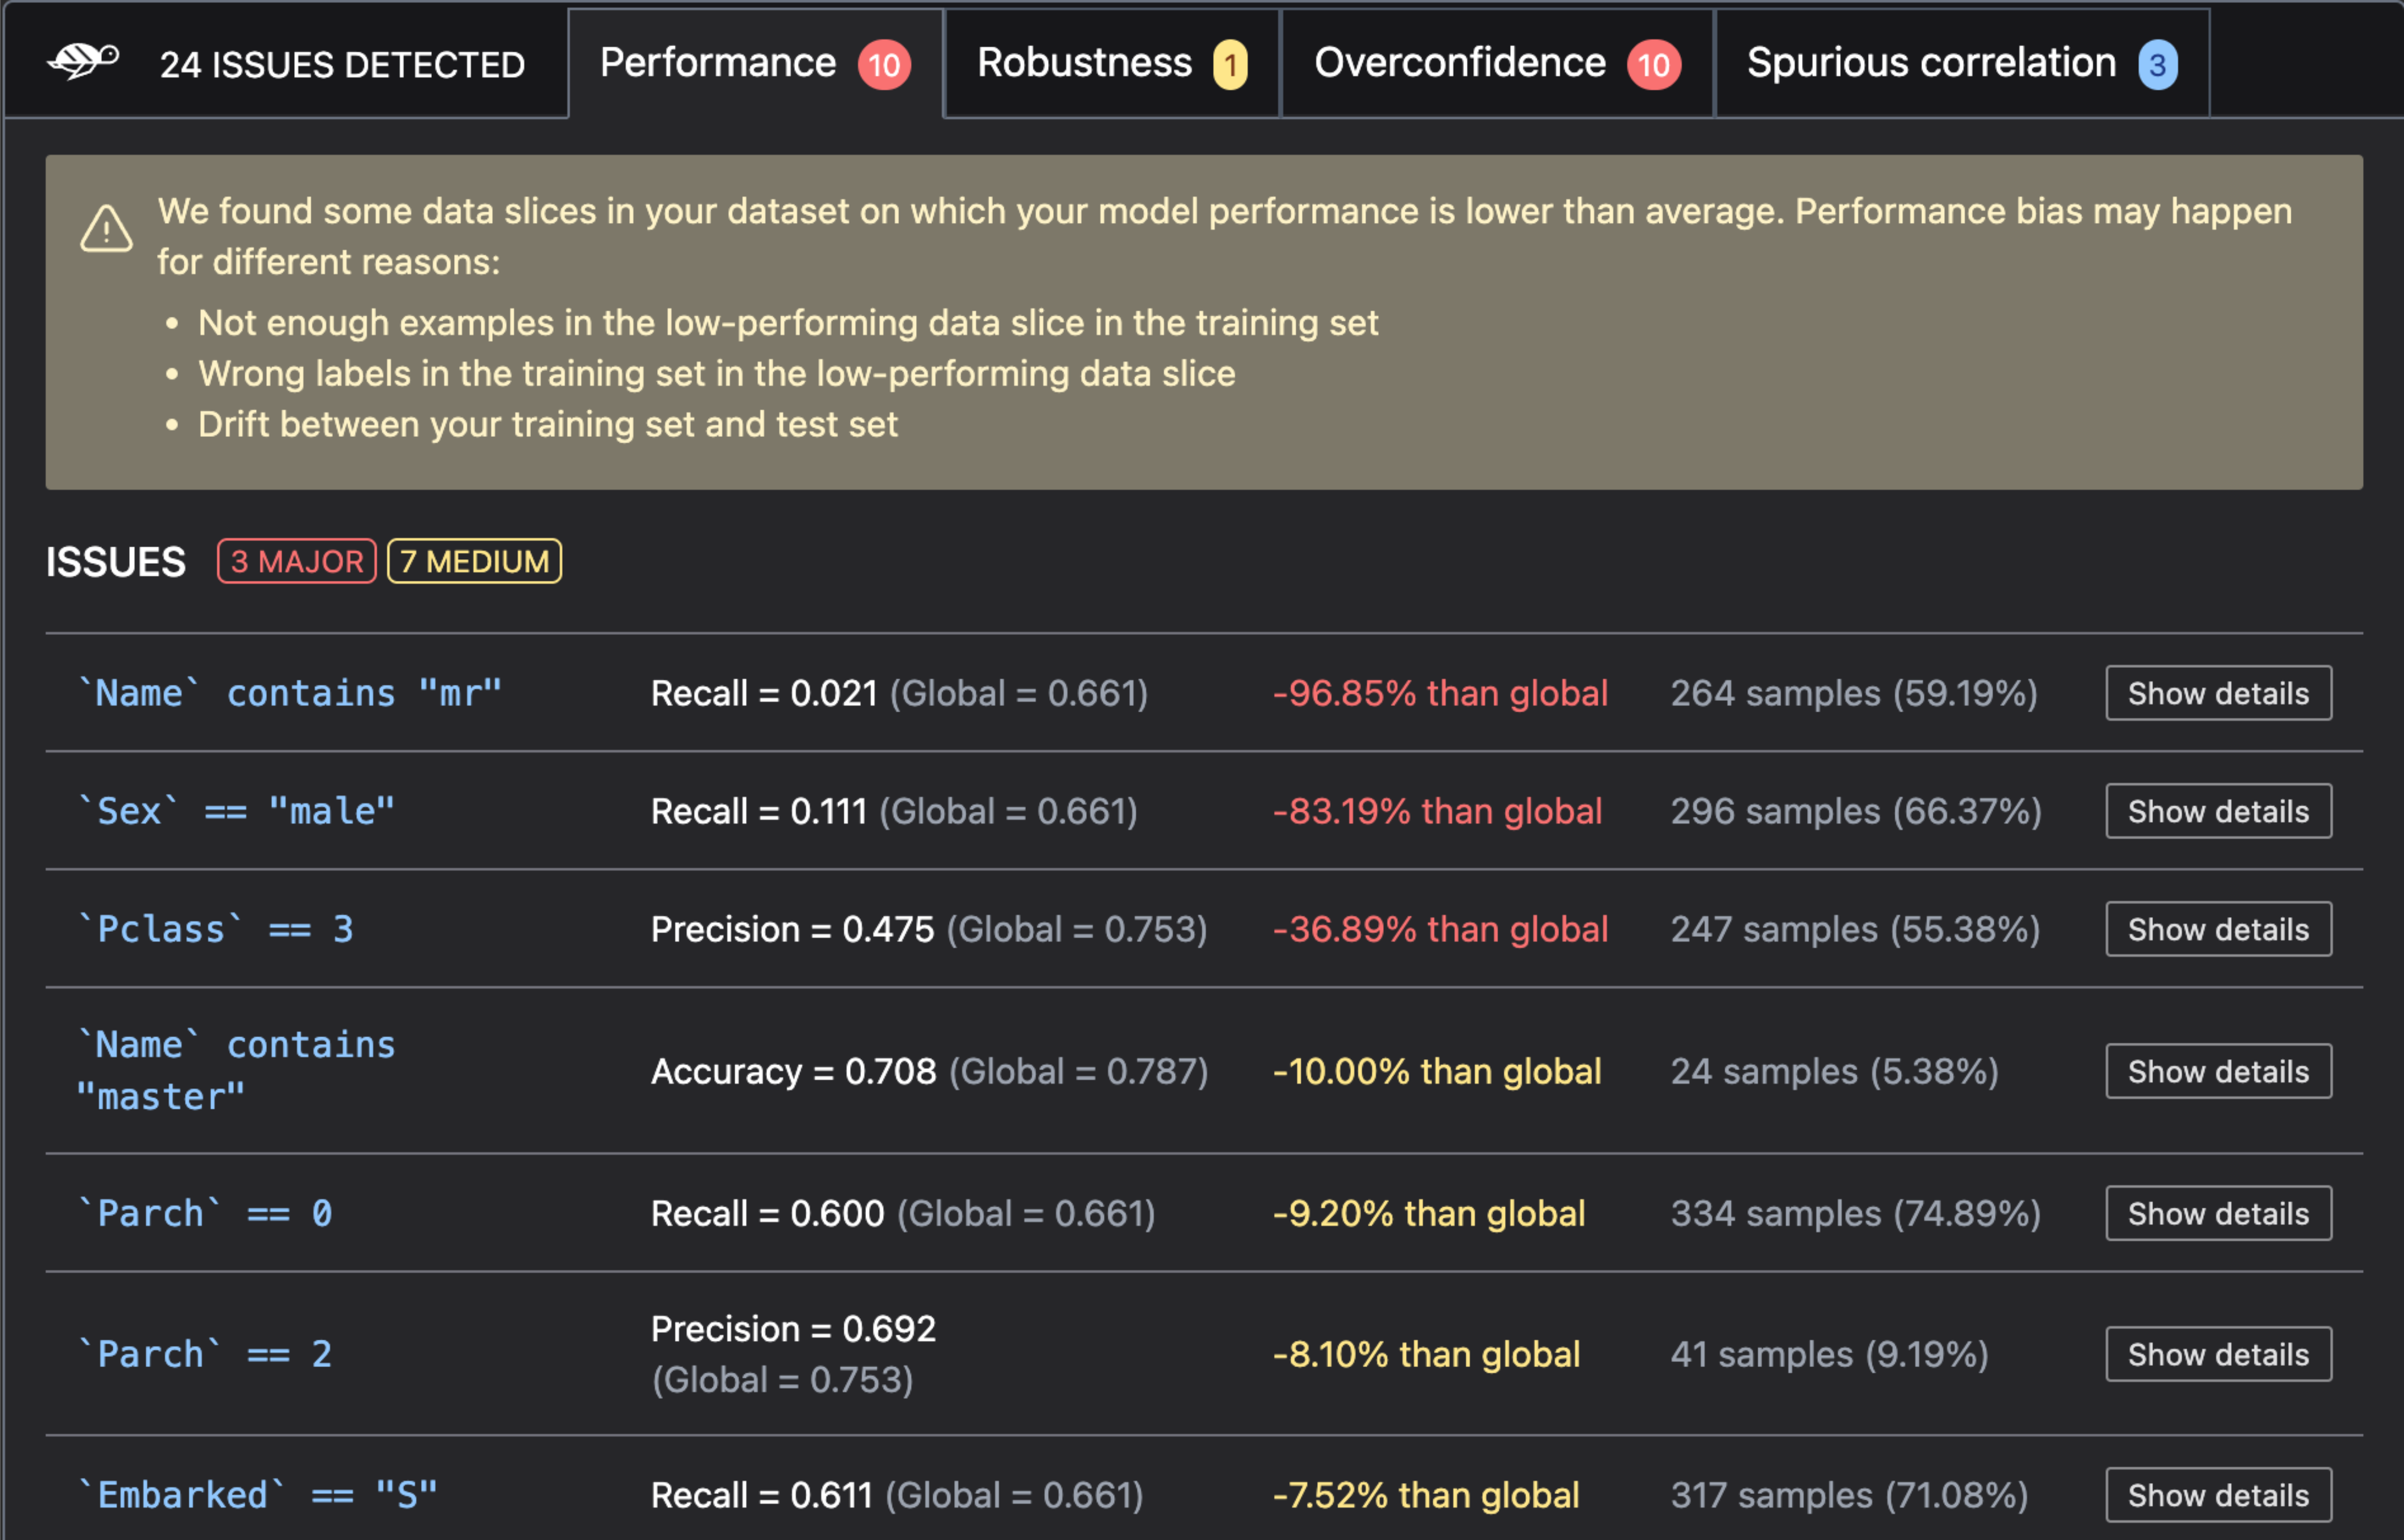 24 ISSUES DETECTED
Performance 10
Robustness 1
Overconfidence 10
Spurious correlation 3
We found some data slices in your dataset on which your model performance is lower than average. Performance bias may happen
for different reasons:
• Not enough examples in the low-performing data slice in the training set
• Wrong labels in the training set in the low-performing data slice
• Drift between your training set and test set
ISSUES 3 MAJOR 7 MEDIUM
`Name` contains "mr" Recall = 0.021 (Global = 0.661) -96.85% than global 264 samples (59.19%) Show details
`Sex` == "male" Recall = 0.111 (Global = 0.661) -83.19% than global 296 samples (66.37%) Show details
`Pclass` == 3 Precision = 0.475 (Global = 0.753) -36.89% than global 247 samples (55.38%) Show details
`Name` contains
"master"
Accuracy = 0.708 (Global = 0.787) -10.00% than global 24 samples (5.38%) Show details
`Parch` == 0 Recall = 0.600 (Global = 0.661) -9.20% than global 334 samples (74.89%) Show details
`Parch` == 2
Precision = 0.692
(Global = 0.753)
-8.10% than global 41 samples (9.19%) Show details
`Embarked` == "S" Recall = 0.611 (Global = 0.661) -7.52% than global 317 samples (71.08%) Show details